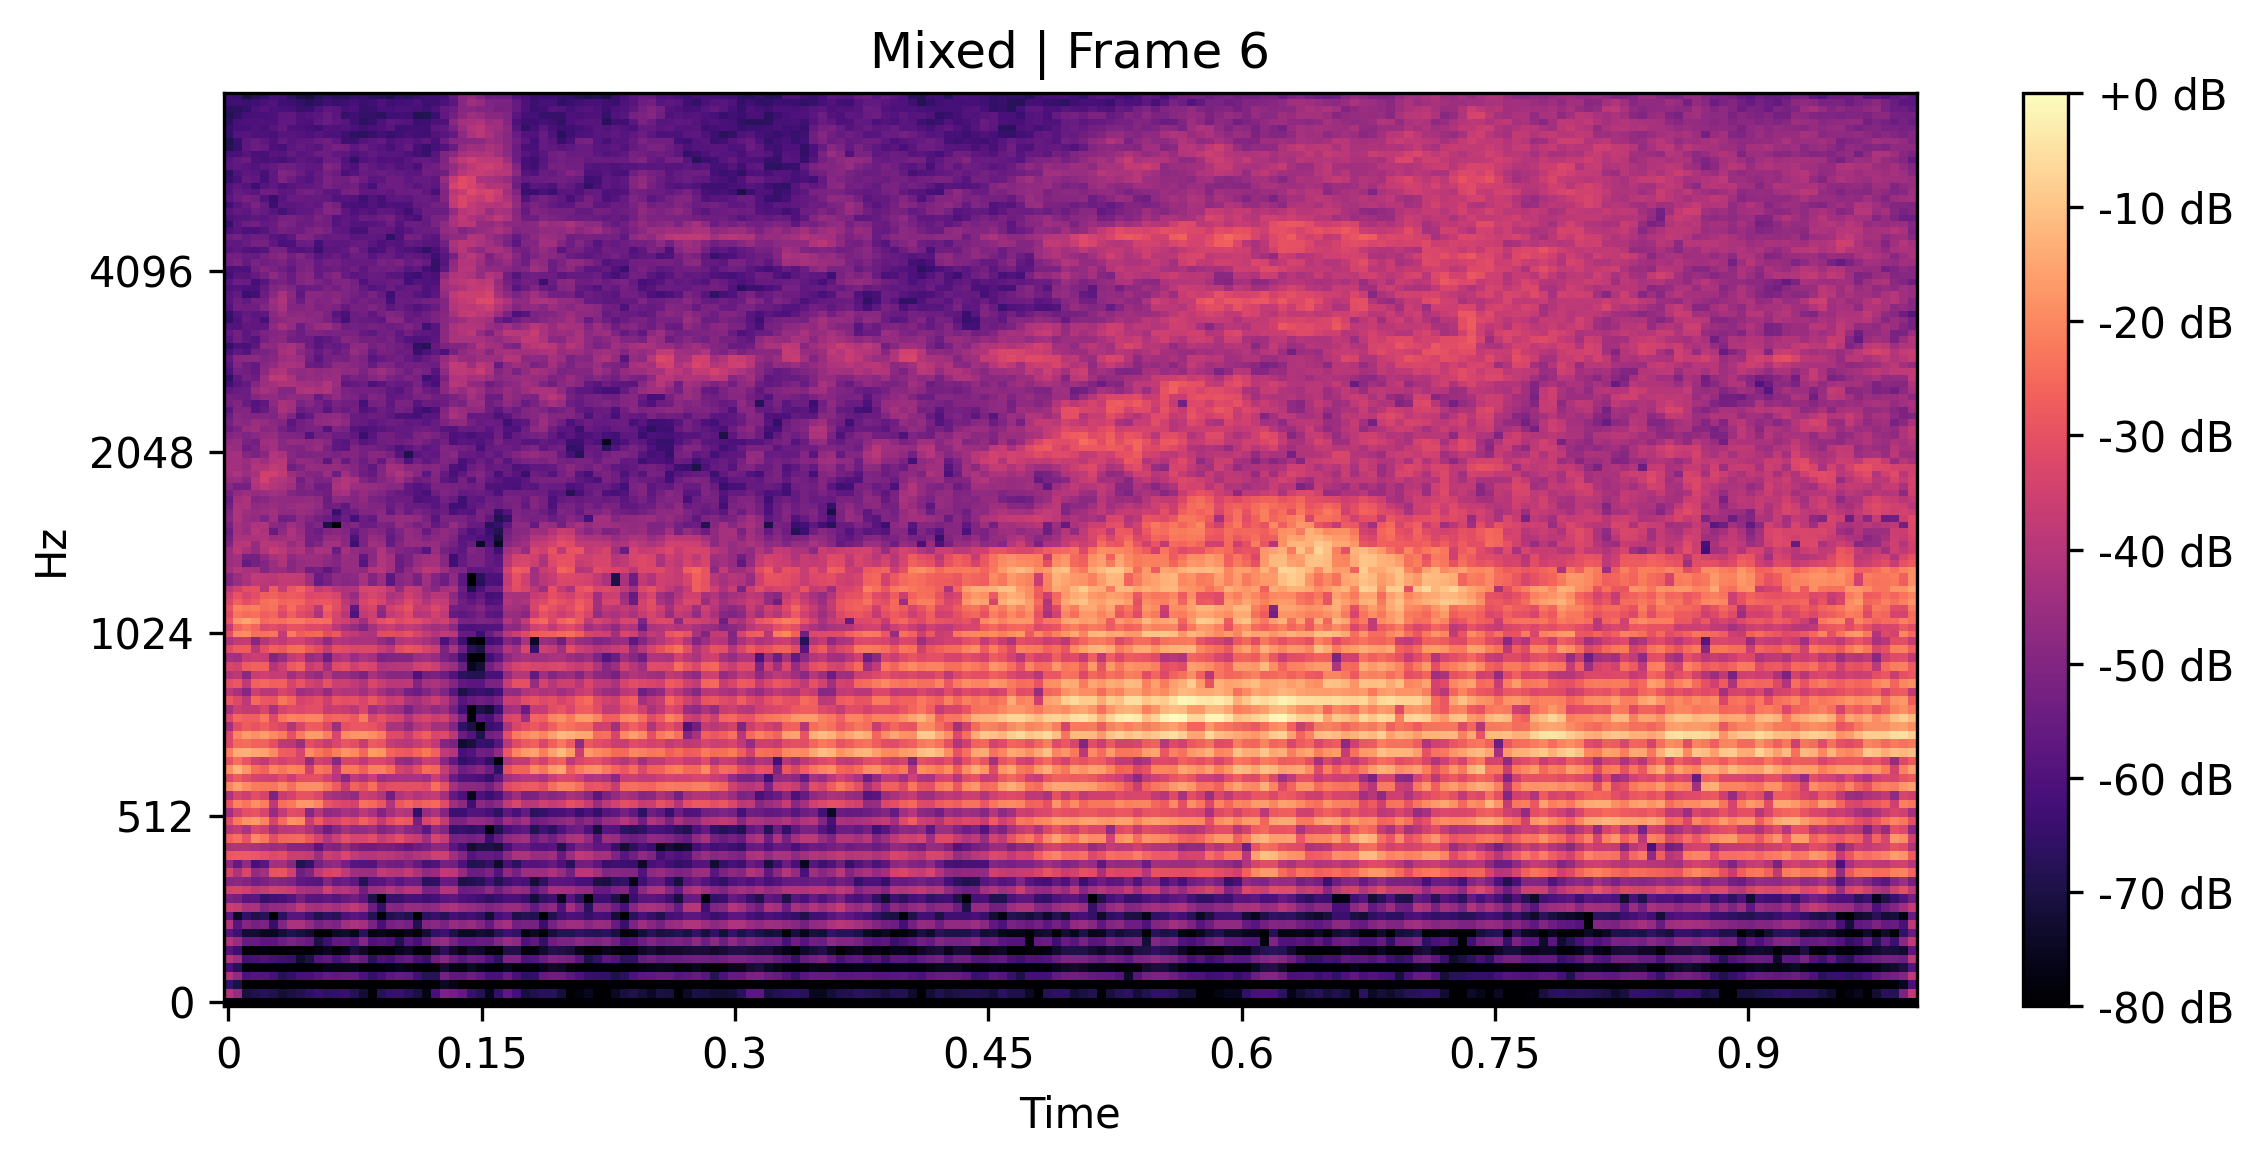 Mixed | Frame 6
+0 dB
-10 dB
-20 dB
-30 dB
-40 dB
-50 dB
-60 dB
-70 dB
-80 dB
Hz
4096
2048
1024
512
0
0 0.15 0.3 0.45 0.6 0.75 0.9
Time